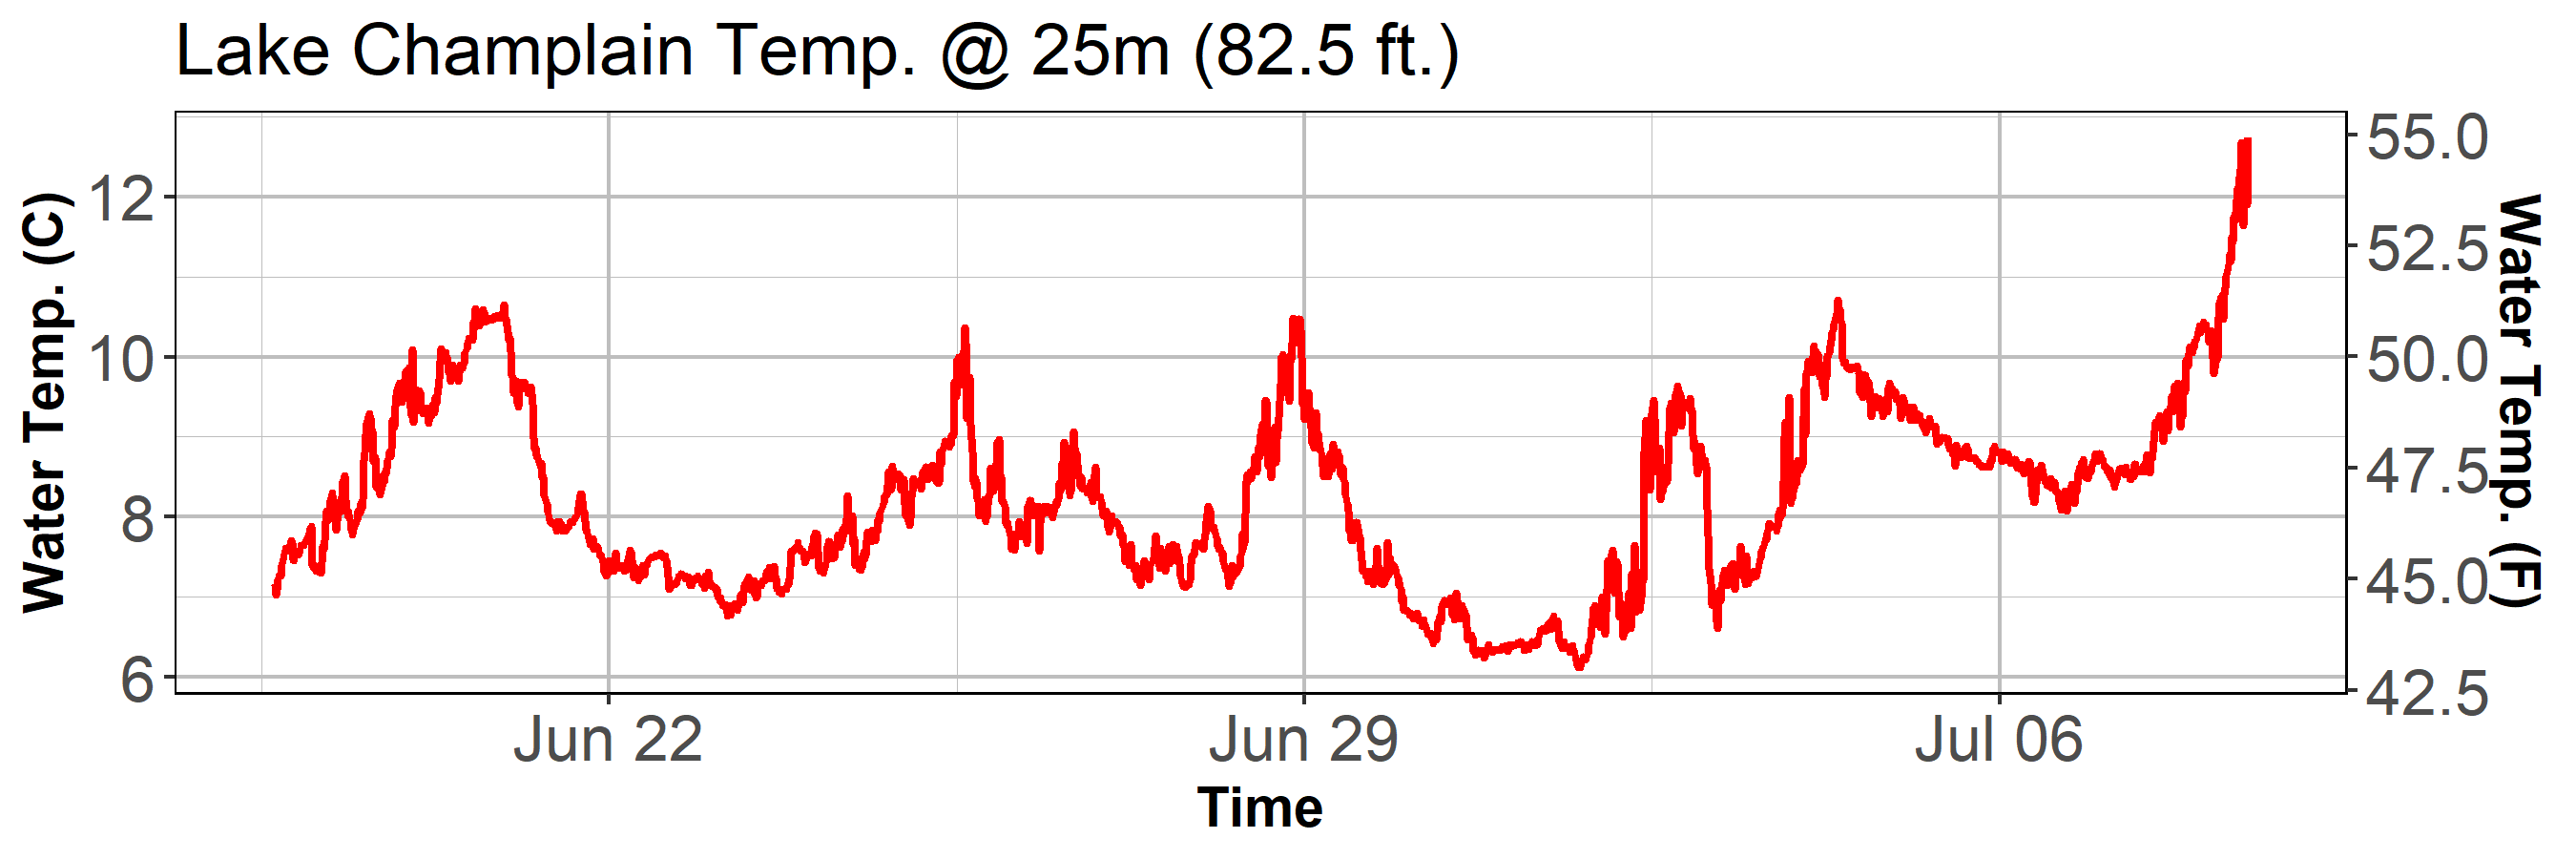 Lake Champlain Temp. @ 25m (82.5 ft.)
Water Temp. (C)
12
10
8
6
55.0
52.5
50.0
47.5
45.0
42.5
Water Temp. (F)
Jun 22
Jun 29
Jul 06
Time